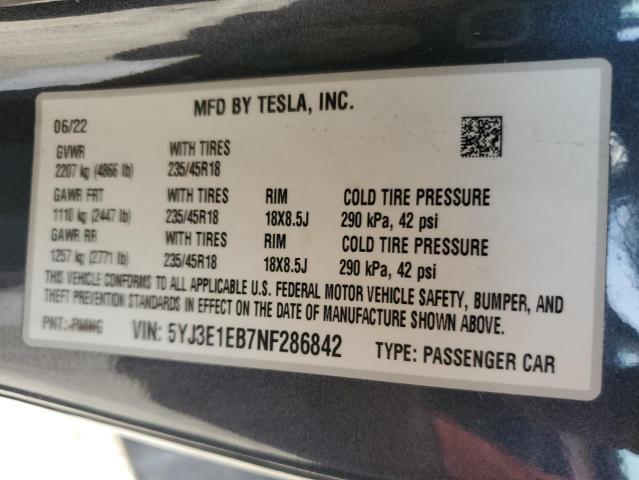 MFD BY TESLA, INC.
06/22
GVWR WITH TIRES
2207 kg (4866 lb) 235/45R18
GAWR FRT WITH TIRES RIM COLD TIRE PRESSURE
1110 kg (2447 lb) 235/45R18 18X8.5J 290 kPa, 42 psi
GAWR RR WITH TIRES RIM COLD TIRE PRESSURE
1257 kg (2771 lb) 235/45R18 18X8.5J 290 kPa, 42 psi
THIS VEHICLE CONFORMS TO ALL APPLICABLE U.S. FEDERAL MOTOR VEHICLE SAFETY, BUMPER, AND
THEFT PREVENTION STANDARDS IN EFFECT ON THE DATE OF MANUFACTURE SHOWN ABOVE.
PNT: PMNG VIN: 5YJ3E1EB7NF286842 TYPE: PASSENGER CAR